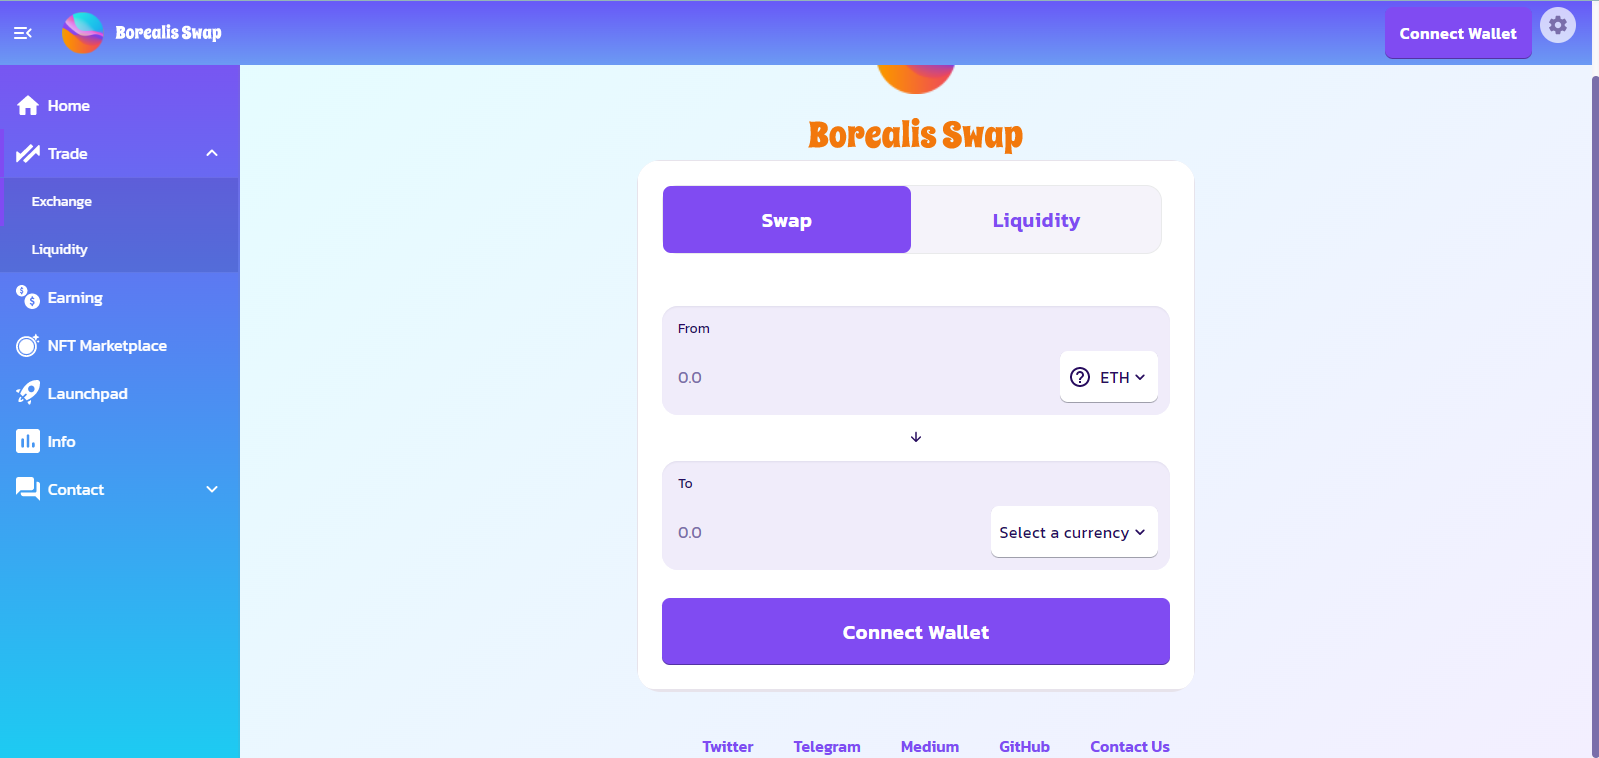 Borealis Swap
Connect Wallet
Home
Trade
Exchange
Liquidity
Earning
$
$
NFT Marketplace
Launchpad
Info
Contact
Borealis Swap
Swap
Liquidity
From
0.0
? ETH
To
0.0
Select a currency
Connect Wallet
Twitter Telegram Medium GitHub Contact Us